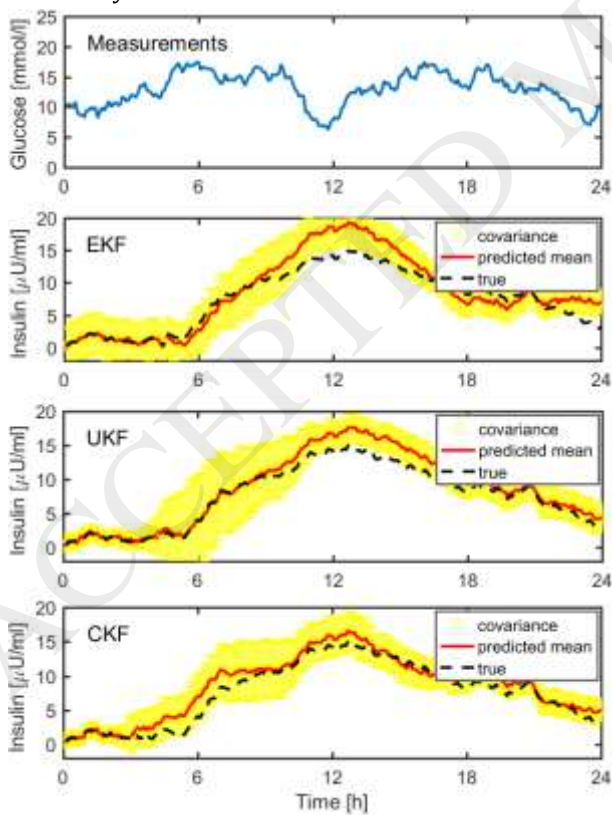 25
20
15
10
5
0
Glucose [mmol/l]
Measurements
0 6 12 18 24
20
15
10
5
0
Insulin [μU/ml]
EKF
covariance
predicted mean
true
0 6 12 18 24
20
15
10
5
0
Insulin [μU/ml]
UKF
covariance
predicted mean
true
0 6 12 18 24
20
15
10
5
0
Insulin [μU/ml]
CKF
covariance
predicted mean
true
0 6 12 18 24
Time [h]
ACCEPTED M